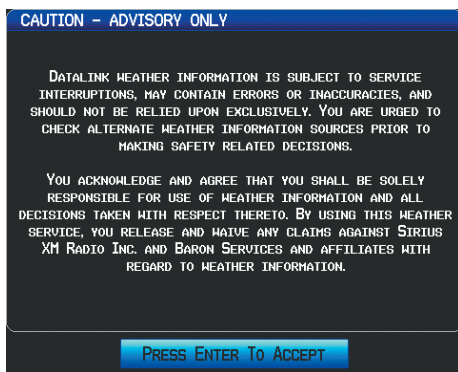 CAUTION – ADVISORY ONLY
DATALINK WEATHER INFORMATION IS SUBJECT TO SERVICE
INTERRUPTIONS, MAY CONTAIN ERRORS OR INACCURACIES, AND
SHOULD NOT BE RELIED UPON EXCLUSIVELY. YOU ARE URGED TO
CHECK ALTERNATE WEATHER INFORMATION SOURCES PRIOR TO
MAKING SAFETY RELATED DECISIONS.
YOU ACKNOWLEDGE AND AGREE THAT YOU SHALL BE SOLELY
RESPONSIBLE FOR USE OF WEATHER INFORMATION AND ALL
DECISIONS TAKEN WITH RESPECT THERETO. BY USING THIS WEATHER
SERVICE, YOU RELEASE AND WAIVE ANY CLAIMS AGAINST SIRIUS
XM RADIO INC. AND BARON SERVICES AND AFFILIATES WITH
REGARD TO WEATHER INFORMATION.
PRESS ENTER TO ACCEPT